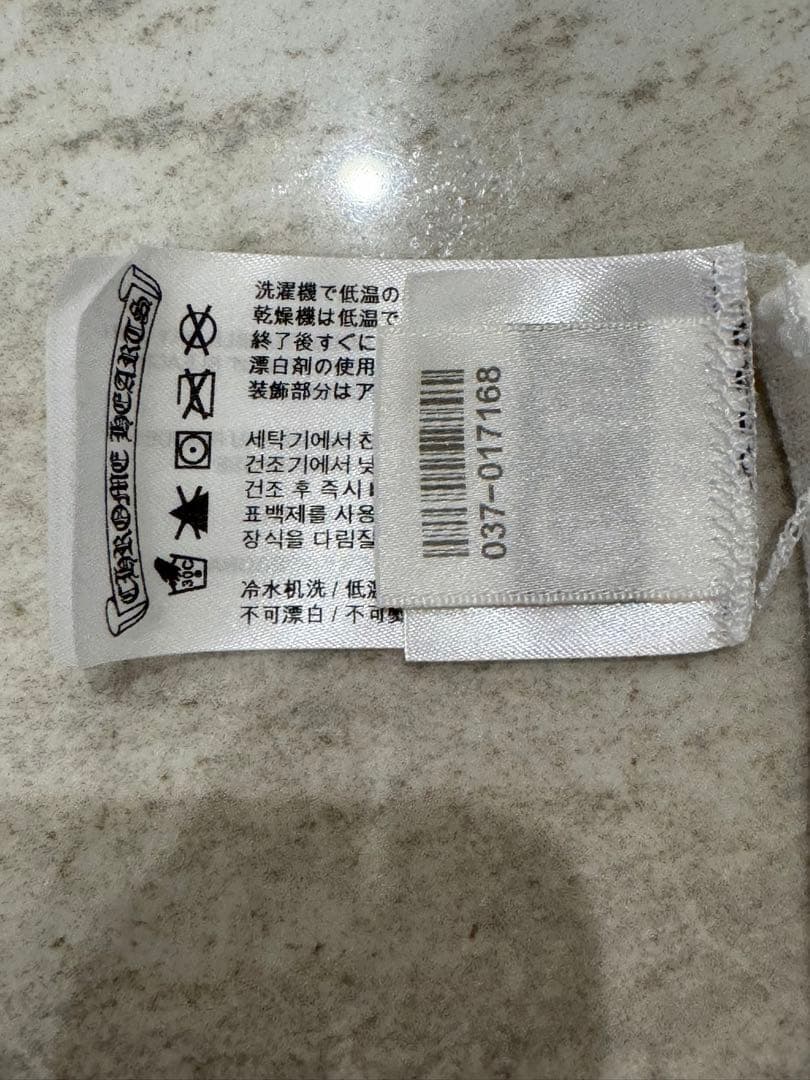 CHROME HEARTS
洗濯機で低温の
乾燥機は低温で
終了後すぐに
漂白剤の使用
装飾部分はア
세탁기에서 찬
건조기에서 낮
건조 후 즉시
표백제를 사용
장식을 다림질
冷水机洗 / 低温
不可漂白 / 不可
30C
037-017168